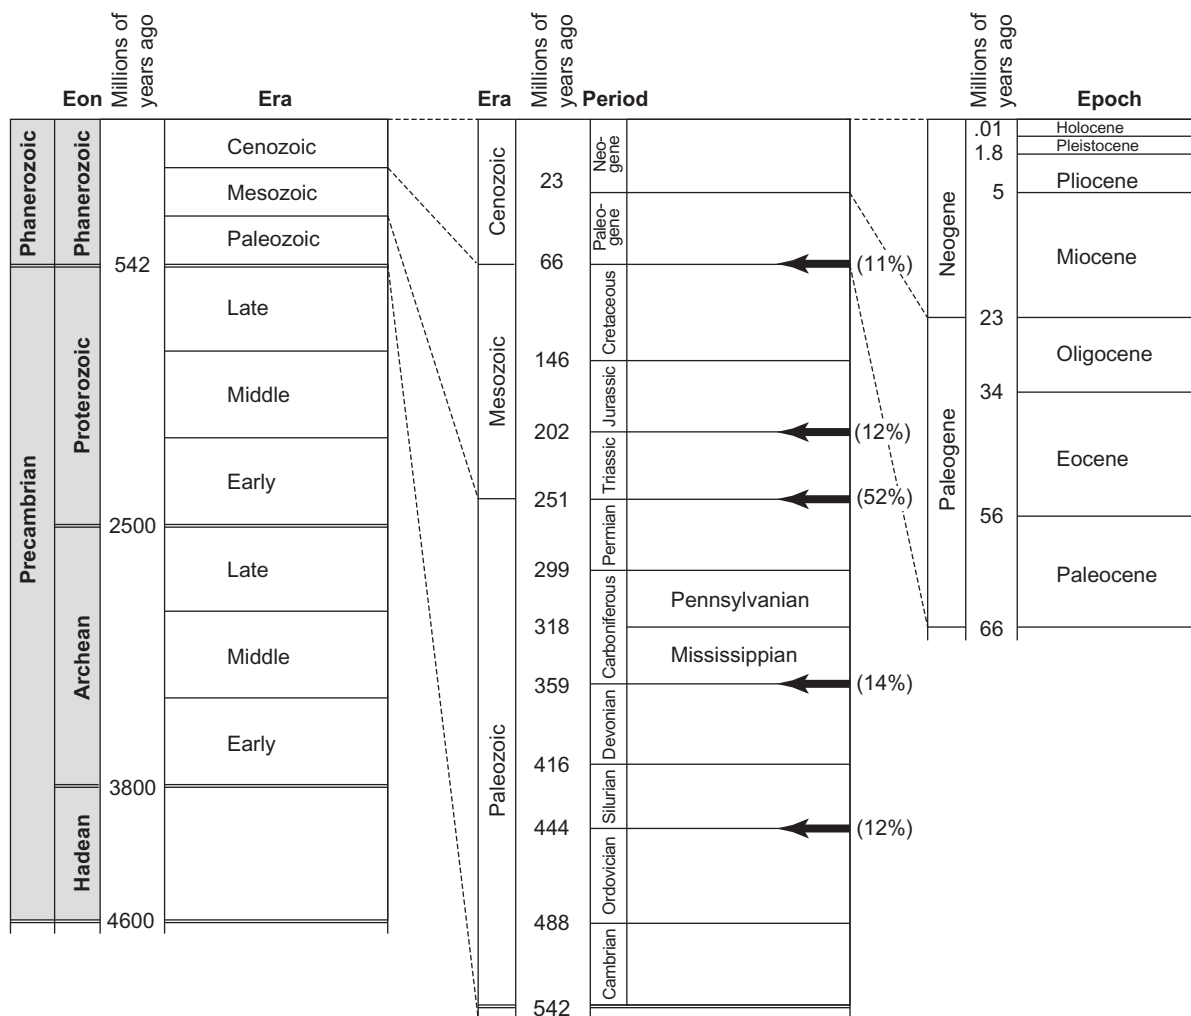 Eon
Millions of
years ago
Era
Phanerozoic
Precambrian
Phanerozoic
Proterozoic
Archean
Hadean
542
2500
3800
4600
Cenozoic
Mesozoic
Paleozoic
Late
Middle
Early
Late
Middle
Early
Era
Millions of
years ago
Period
Cenozoic
Mesozoic
Paleozoic
23
66
146
202
251
299
318
359
416
444
488
542
Neo-
gene
Paleo-
gene
Cretaceous
Jurassic
Triassic
Permian
Carboniferous
Devonian
Silurian
Ordovician
Cambrian
Pennsylvanian
Mississippian
(11%)
(12%)
(52%)
(14%)
(12%)
Millions of
years ago
Epoch
Neogene
Paleogene
.01
1.8
5
23
34
56
66
Holocene
Pleistocene
Pliocene
Miocene
Oligocene
Eocene
Paleocene